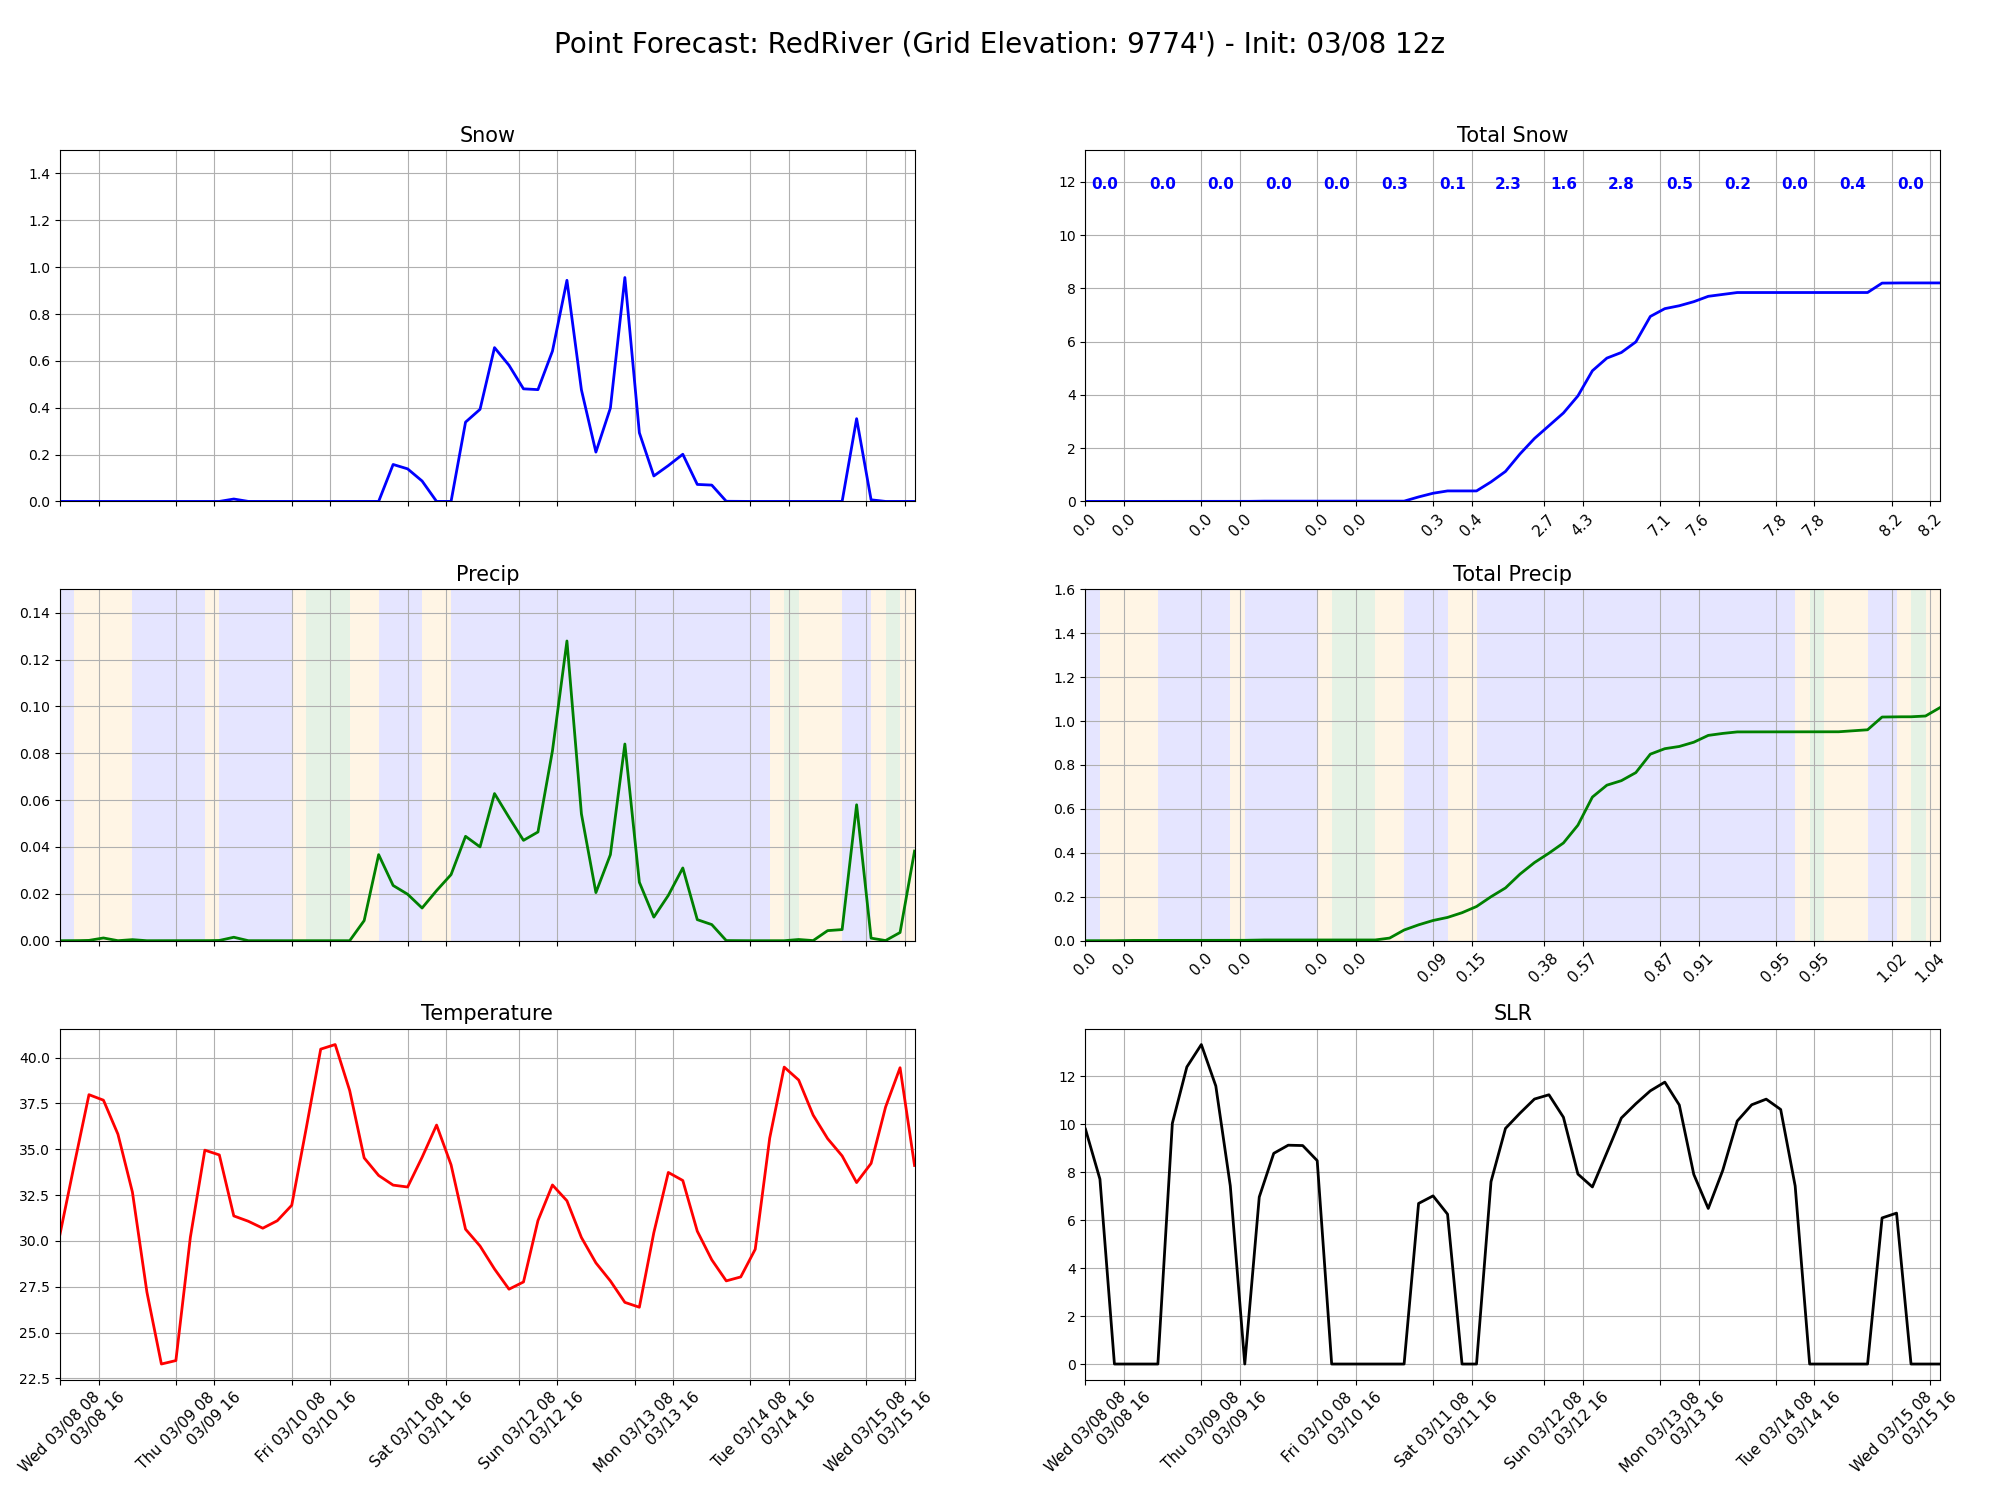 Point Forecast: RedRiver (Grid Elevation: 9774') - Init: 03/08 12z
Snow
1.4
1.2
1.0
0.8
0.6
0.4
0.2
0.0
Total Snow
12
10
8
6
4
2
0
0.0 0.0 0.0 0.0 0.0 0.3 0.1 2.3 1.6 2.8 0.5 0.2 0.0 0.4 0.0
0.0 0.0 0.0 0.0 0.0 0.0 0.3 0.4 2.7 4.3 7.1 7.6 7.8 7.8 8.2 8.2
Precip
0.14
0.12
0.10
0.08
0.06
0.04
0.02
0.00
Total Precip
1.6
1.4
1.2
1.0
0.8
0.6
0.4
0.2
0.0
0.0 0.0 0.0 0.0 0.0 0.0 0.09 0.15 0.38 0.57 0.87 0.91 0.95 0.95 1.02 1.04
Temperature
40.0
37.5
35.0
32.5
30.0
27.5
25.0
22.5
Wed 03/08 08
03/08 16
Thu 03/09 08
03/09 16
Fri 03/10 08
03/10 16
Sat 03/11 08
03/11 16
Sun 03/12 08
03/12 16
Mon 03/13 08
03/13 16
Tue 03/14 08
03/14 16
Wed 03/15 08
03/15 16
SLR
12
10
8
6
4
2
0
Wed 03/08 08
03/08 16
Thu 03/09 08
03/09 16
Fri 03/10 08
03/10 16
Sat 03/11 08
03/11 16
Sun 03/12 08
03/12 16
Mon 03/13 08
03/13 16
Tue 03/14 08
03/14 16
Wed 03/15 08
03/15 16